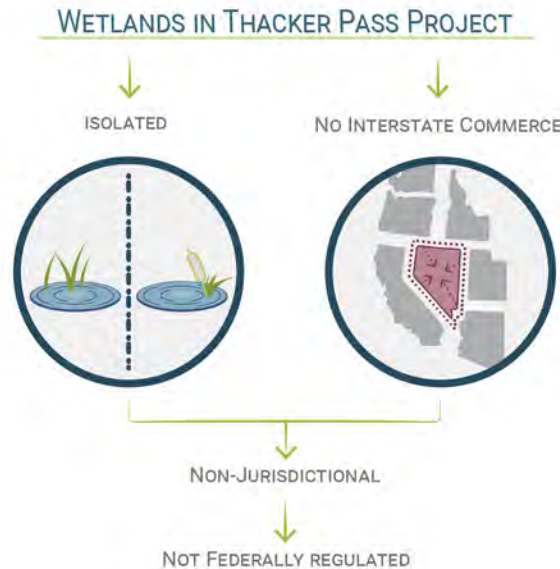 Wetlands in Thacker Pass Project
isolated
No Interstate Commerce
Non-Jurisdictional
Not Federally regulated